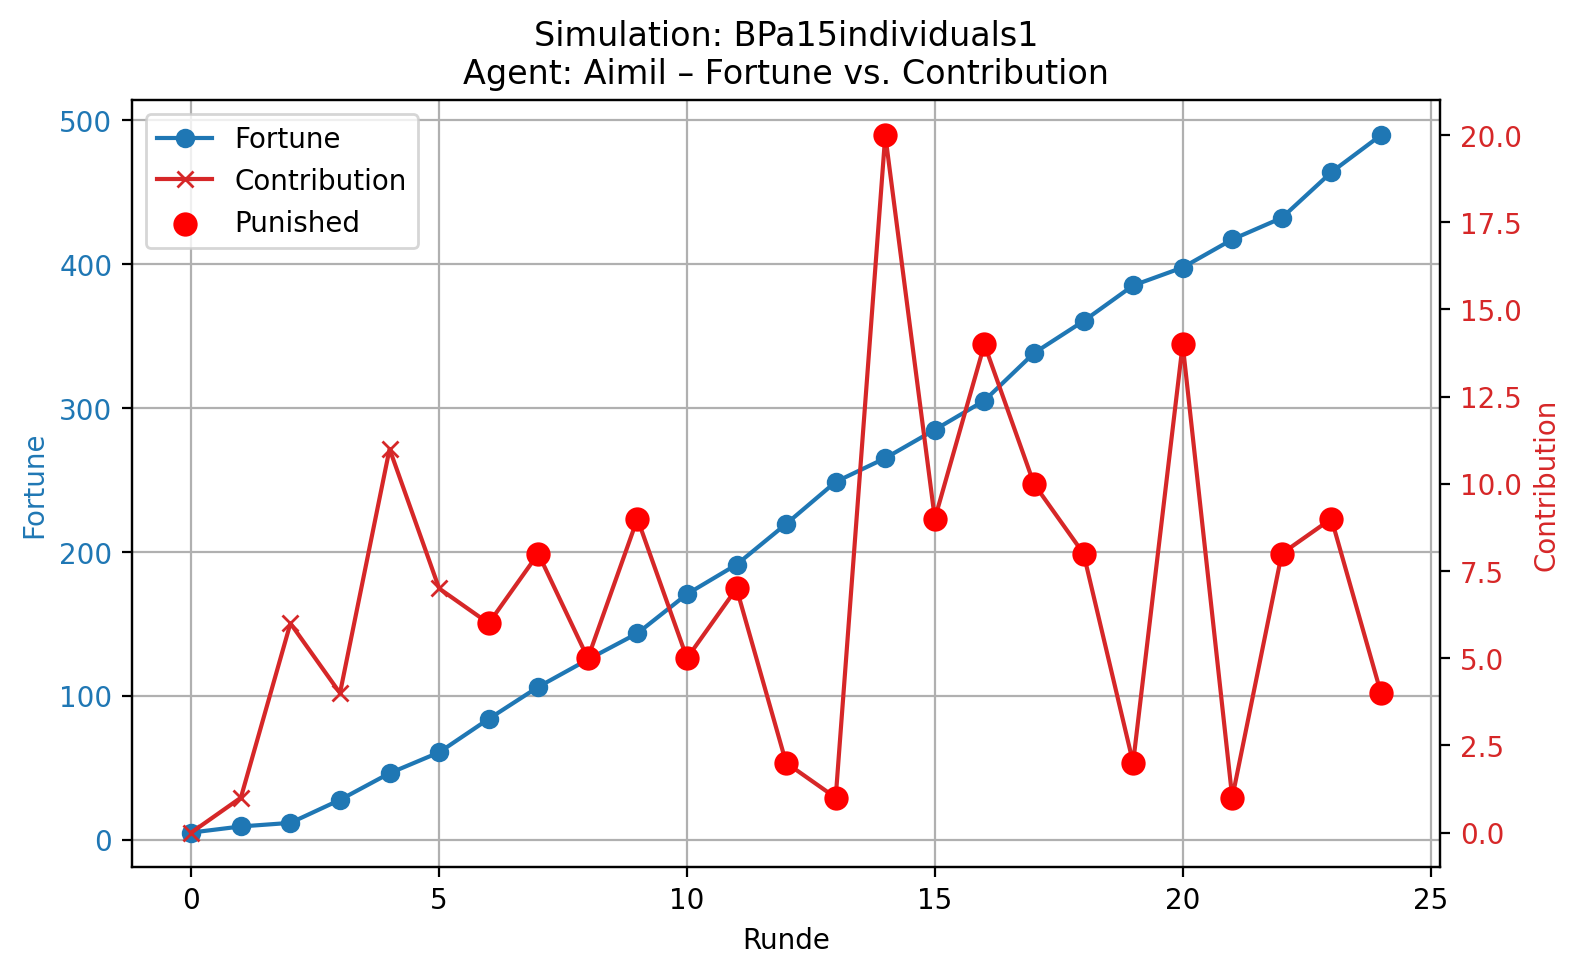 Simulation: BPa15individuals1
Agent: Aimil – Fortune vs. Contribution
Fortune
Contribution
Punished
500
400
300
200
100
0
Fortune
20.0
17.5
15.0
12.5
10.0
7.5
5.0
2.5
0.0
Contribution
0 5 10 15 20 25
Runde